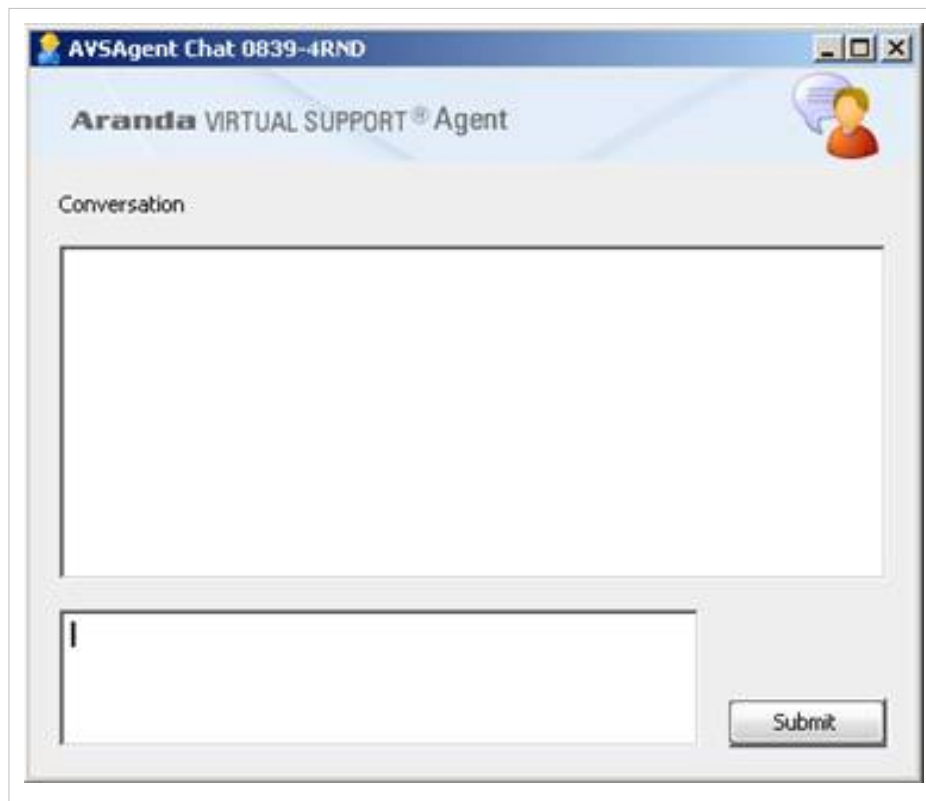 AVSAgent Chat 0839-4RND
Aranda VIRTUAL SUPPORT ® Agent
Conversation
Submit